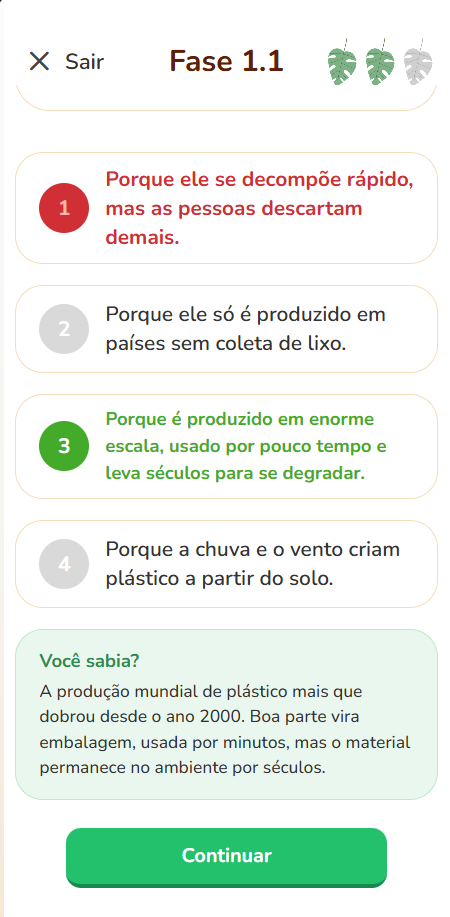 Sair
Fase 1.1
1
Porque ele se decompõe rápido,
mas as pessoas descartam
demais.
2
Porque ele só é produzido em
países sem coleta de lixo.
3
Porque é produzido em enorme
escala, usado por pouco tempo e
leva séculos para se degradar.
4
Porque a chuva e o vento criam
plástico a partir do solo.
Você sabia?
A produção mundial de plástico mais que
dobrou desde o ano 2000. Boa parte vira
embalagem, usada por minutos, mas o material
permanece no ambiente por séculos.
Continuar